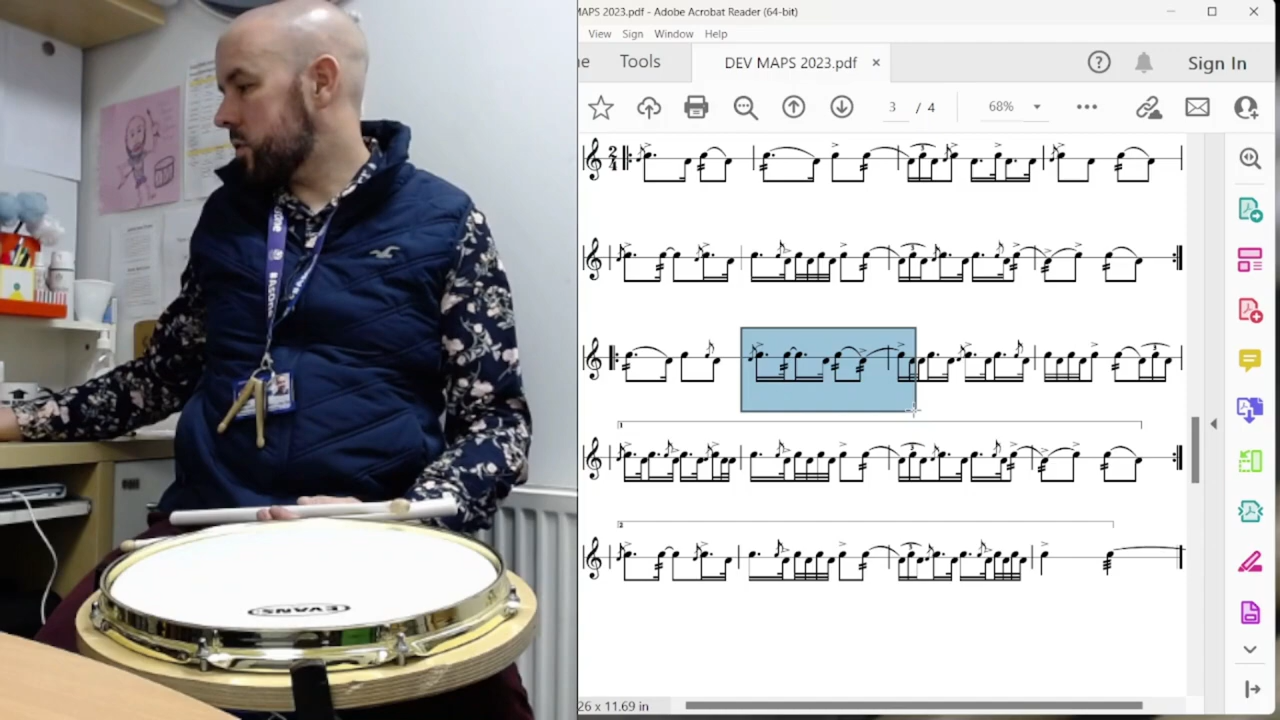 MAPS 2023.pdf - Adobe Acrobat Reader (64-bit)
View Sign Window Help
Tools
DEV MAPS 2023.pdf
Sign In
3 / 4
68%
26 x 11.69 in
EVANS